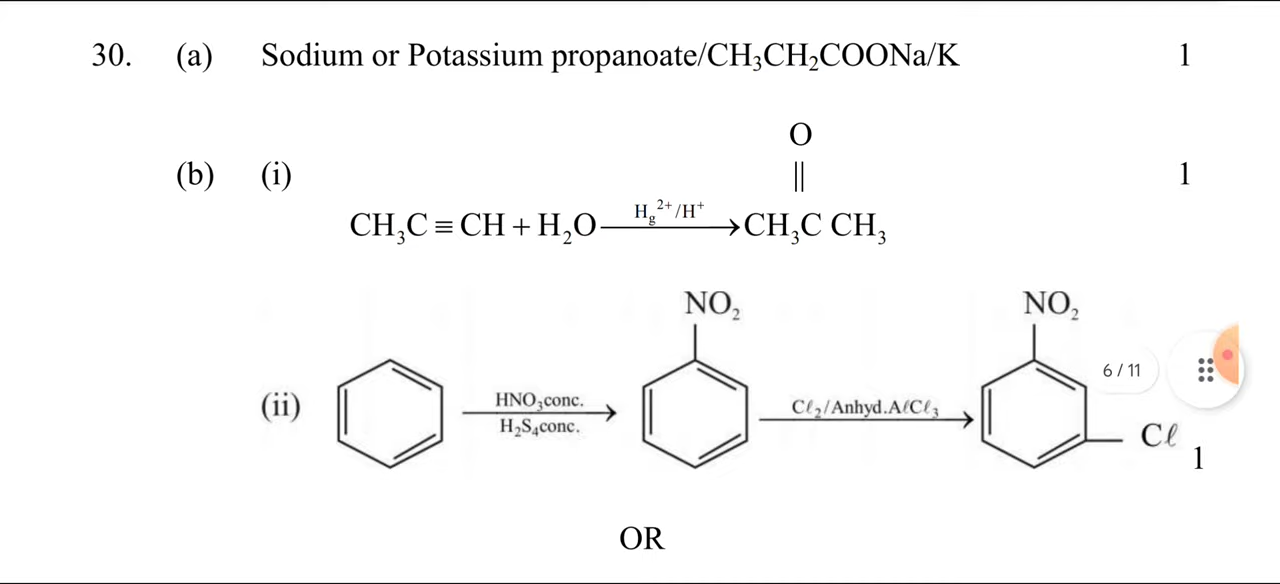 30. (a) Sodium or Potassium propanoate/CH₃CH₂COONa/K 1
O
(b) (i) || 1
CH₃C ≡ CH + H₂O Hg²⁺/H⁺ → CH₃C CH₃
NO₂ NO₂
6 / 11
(ii) HNO₃conc. Cℓ₂/Anhyd.AℓCℓ₃
H₂S₄conc. Cℓ
1
OR